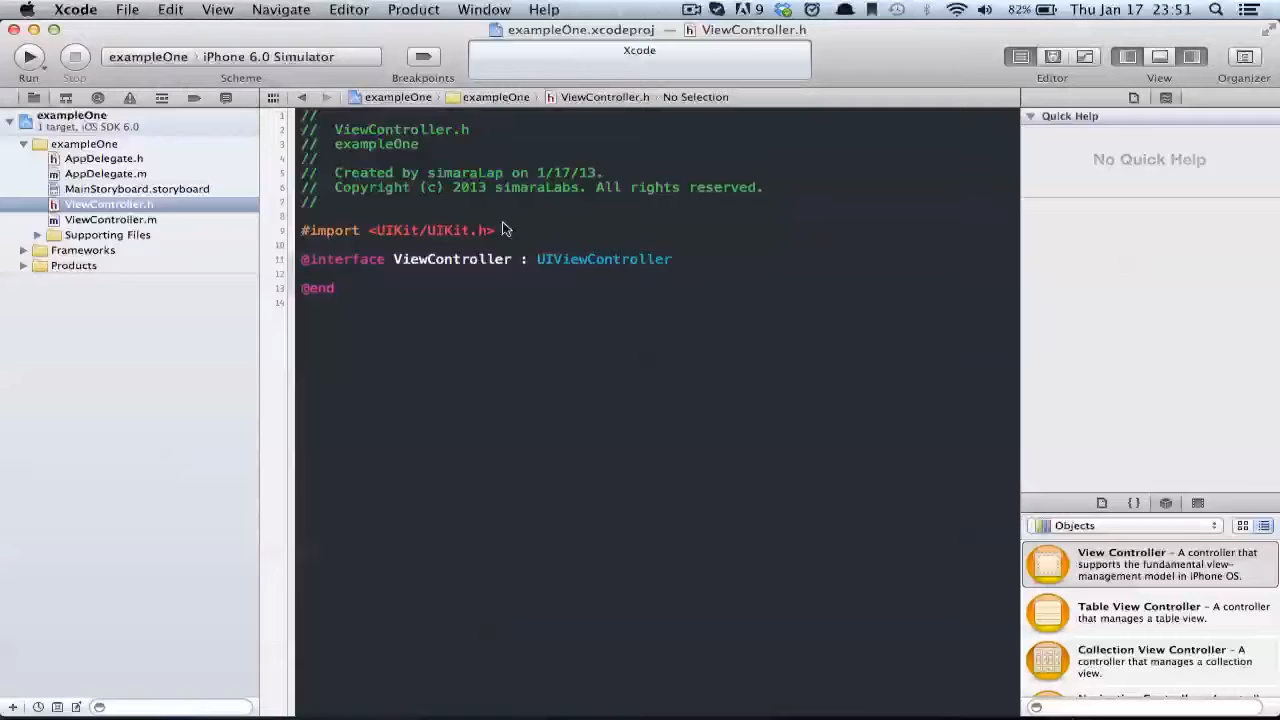 Xcode File Edit View Navigate Editor Product Window Help 9 82% Thu Jan 17 23:51
exampleOne.xcodeproj — ViewController.h
exampleOne › iPhone 6.0 Simulator
Xcode
Run Stop Scheme Breakpoints Editor View Organizer
exampleOne › exampleOne › ViewController.h › No Selection
exampleOne
1 target, iOS SDK 6.0
exampleOne
AppDelegate.h
AppDelegate.m
MainStoryboard.storyboard
ViewController.h
ViewController.m
Supporting Files
Frameworks
Products
1 //
2 // ViewController.h
3 // exampleOne
4 //
5 // Created by simaraLap on 1/17/13.
6 // Copyright (c) 2013 simaraLabs. All rights reserved.
7 //
8
9 #import <UIKit/UIKit.h>
10
11 @interface ViewController : UIViewController
12
13 @end
14
Quick Help
No Quick Help
{ }
Objects
View Controller – A controller that
supports the fundamental view-
management model in iPhone OS.
Table View Controller – A controller
that manages a table view.
Collection View Controller – A
controller that manages a collection
view.